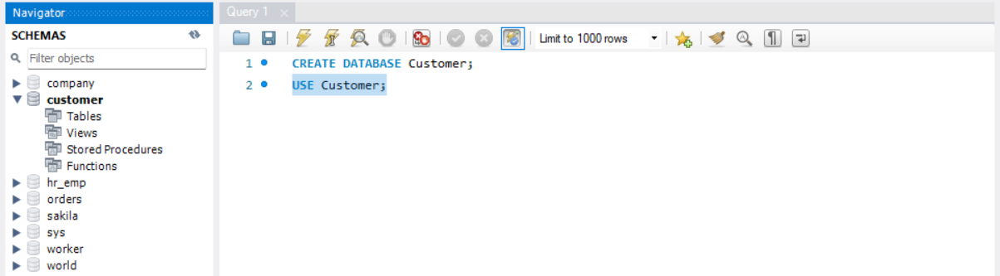 Navigator
SCHEMAS
Filter objects
company
customer
Tables
Views
Stored Procedures
Functions
hr_emp
orders
sakila
sys
worker
world
Query 1
Limit to 1000 rows
1 CREATE DATABASE Customer;
2 USE Customer;